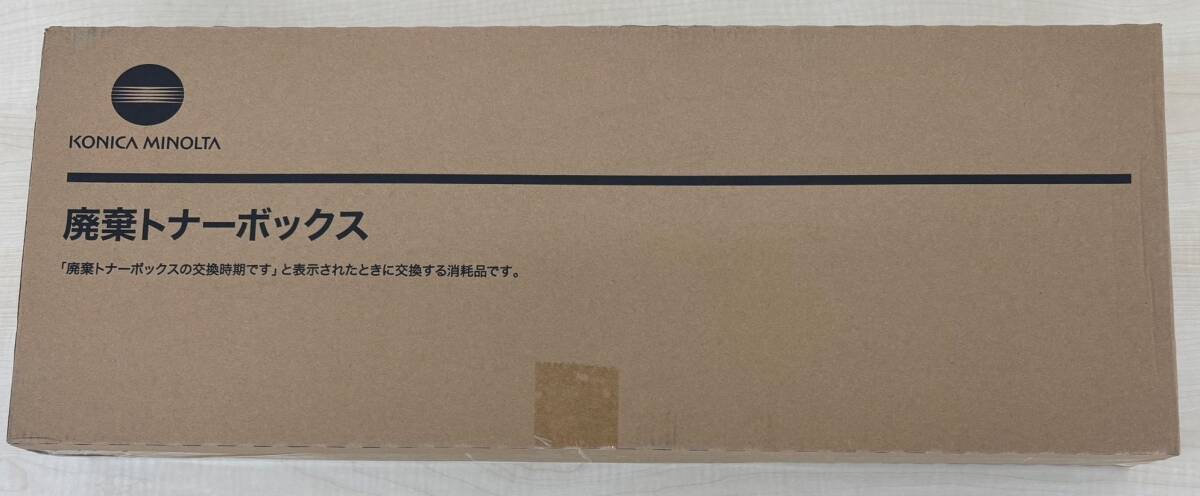 KONICA MINOLTA
廃棄トナーボックス
「廃棄トナーボックスの交換時期です」と表示されたときに交換する消耗品です。